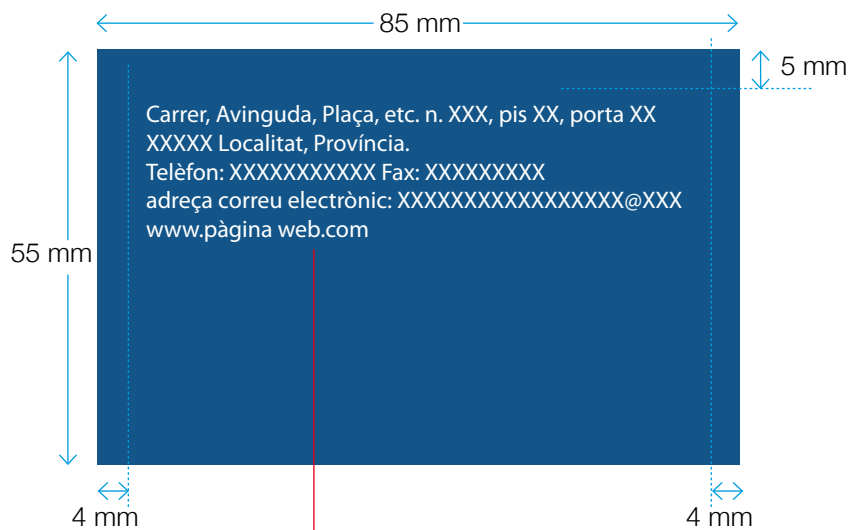 85 mm
5 mm
Carrer, Avinguda, Plaça, etc. n. XXX, pis XX, porta XX
XXXXX Localitat, Província.
Telèfon: XXXXXXXXXXX Fax: XXXXXXXXX
adreça correu electrònic: XXXXXXXXXXXXXXXXX@XXX
www.pàgina web.com
55 mm
4 mm
4 mm